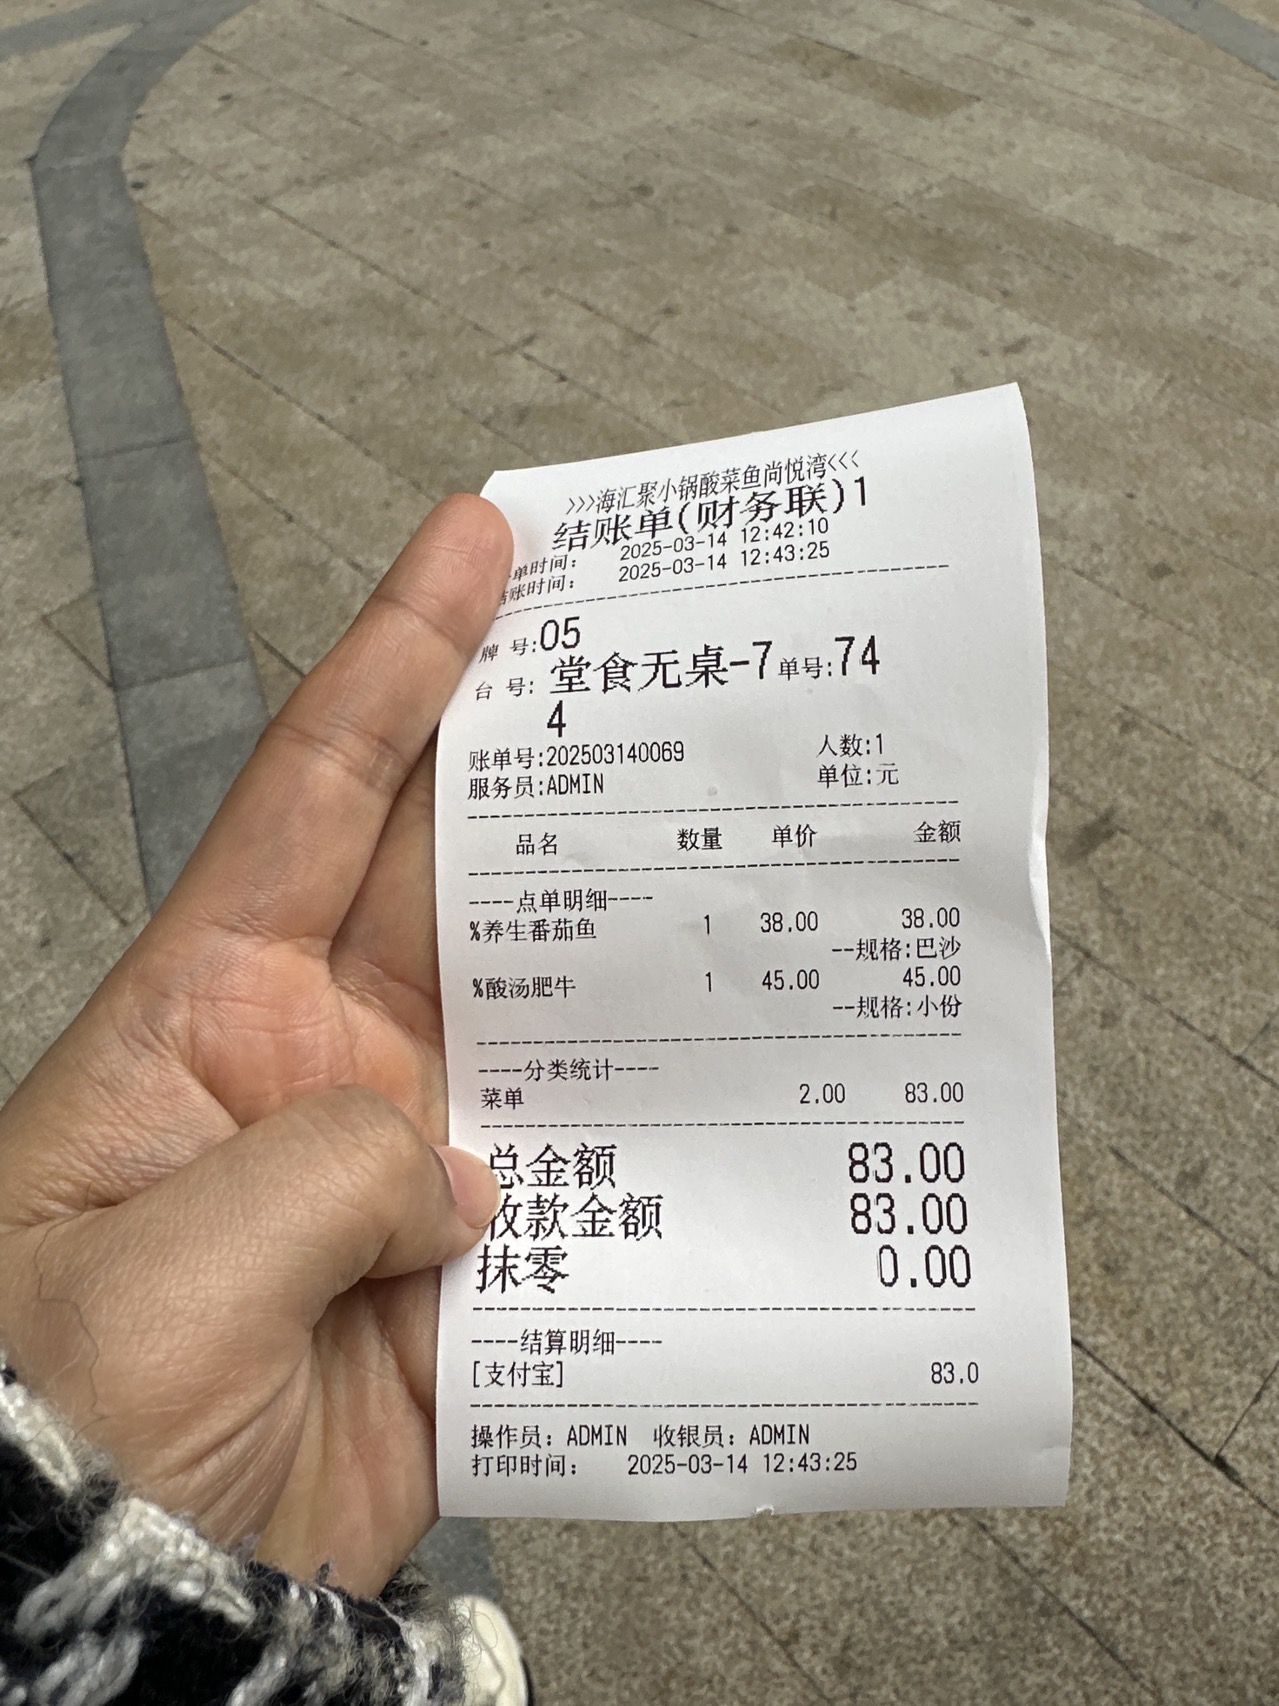 >>>海汇聚小锅酸菜鱼尚悦湾<<<
结账单(财务联)1
单时间: 2025-03-14 12:42:10
结账时间: 2025-03-14 12:43:25
牌 号:05
台 号: 堂食无桌-7 单号:74
4
账单号:202503140069 人数:1
服务员:ADMIN 单位:元
品名 数量 单价 金额
----点单明细----
%养生番茄鱼 1 38.00 38.00
--规格:巴沙
%酸汤肥牛 1 45.00 45.00
--规格:小份
----分类统计----
菜单 2.00 83.00
总金额 83.00
收款金额 83.00
抹零 0.00
----结算明细----
[支付宝] 83.0
操作员: ADMIN 收银员: ADMIN
打印时间: 2025-03-14 12:43:25